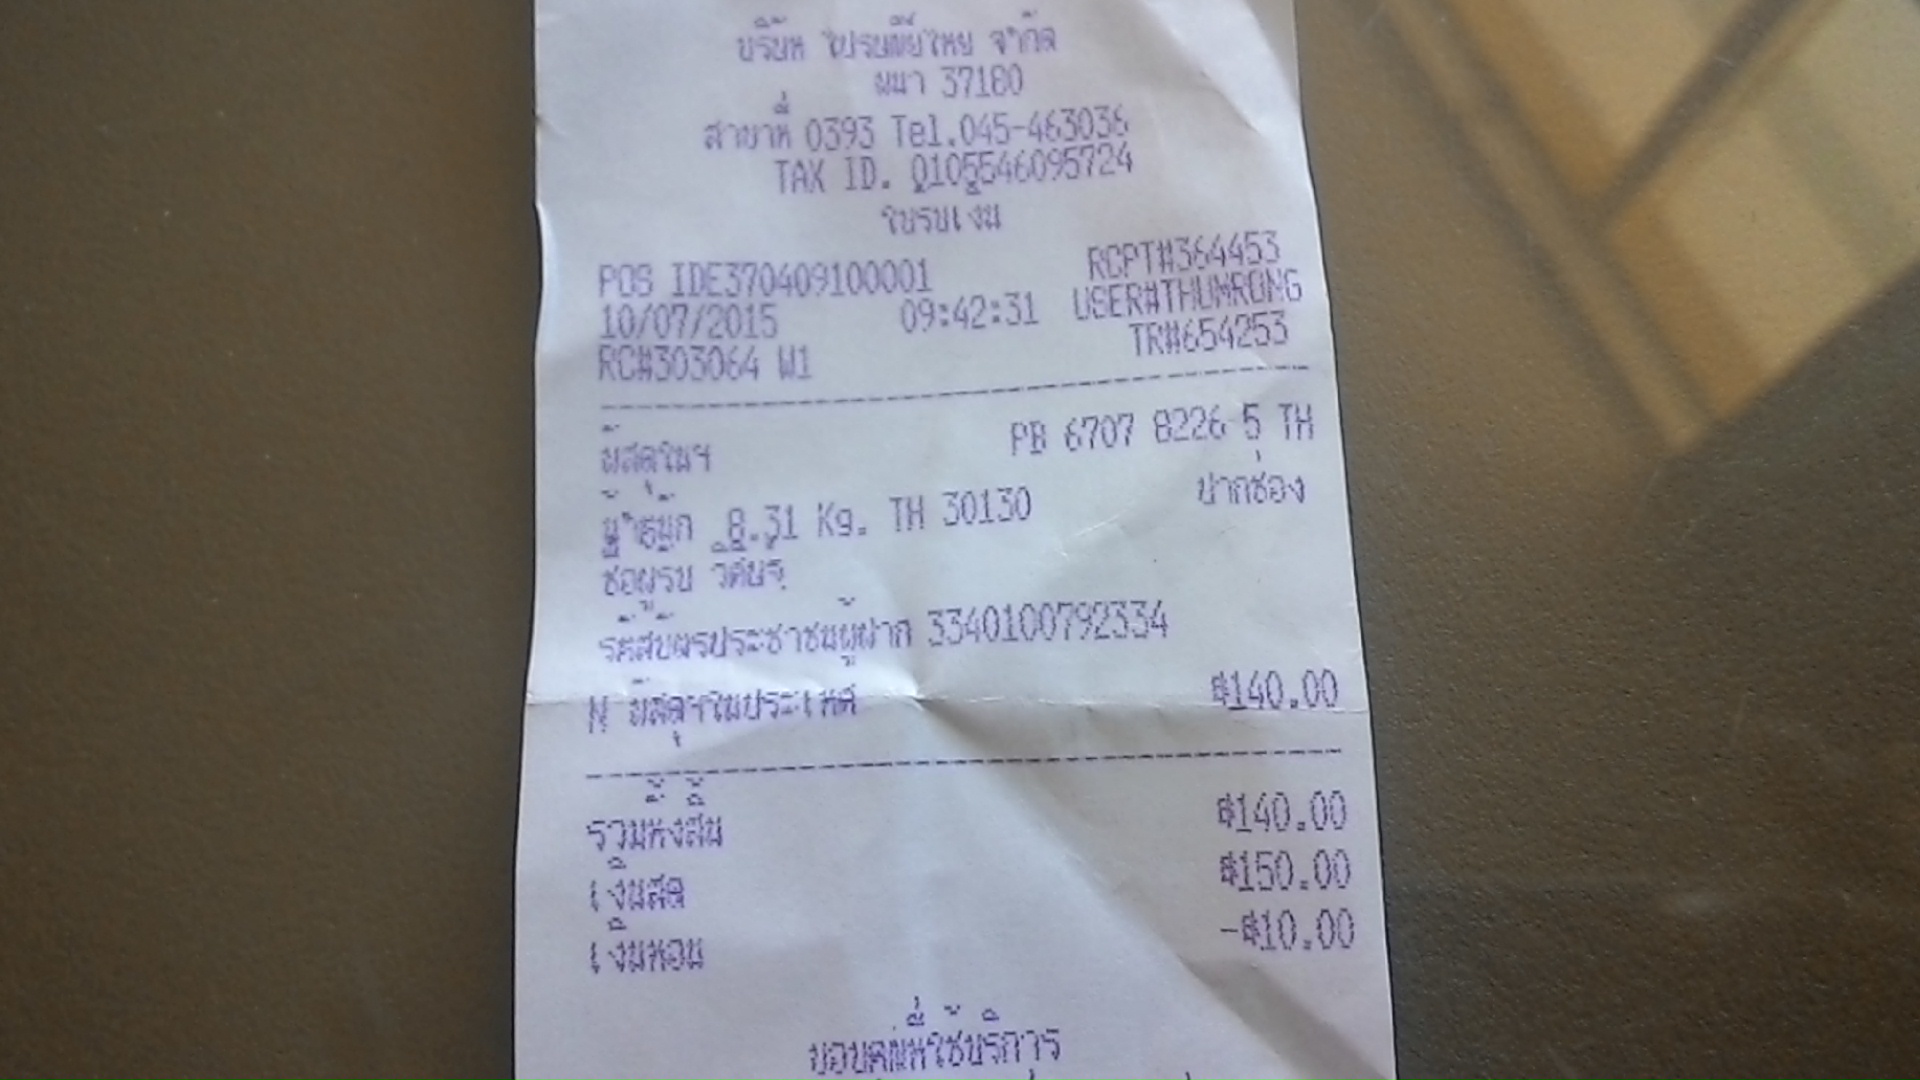 บริษัท ไปรษณีย์ไทย จำกัด
พนา 37180
สาขาที่ 0393 Tel.045-463036
TAX ID. 0105546095724
ใบรับเงิน
POS IDE370409100001 RCPT#364453
10/07/2015 09:42:31 USER#THUMRONG
RC#303064 W1 TR#654253
พัสดุในฯ PB 6707 8226 5 TH
น้ำหนัก 8.31 Kg. TH 30130 ปากช่อง
ชื่อผู้รับ
รหัสบัตรประชาชนผู้ฝาก 3340100792334
N พัสดุฯในประเทศ ฿140.00
รวมทั้งสิ้น ฿140.00
เงินสด ฿150.00
เงินทอน -฿10.00
ขอบคุณที่ใช้บริการ